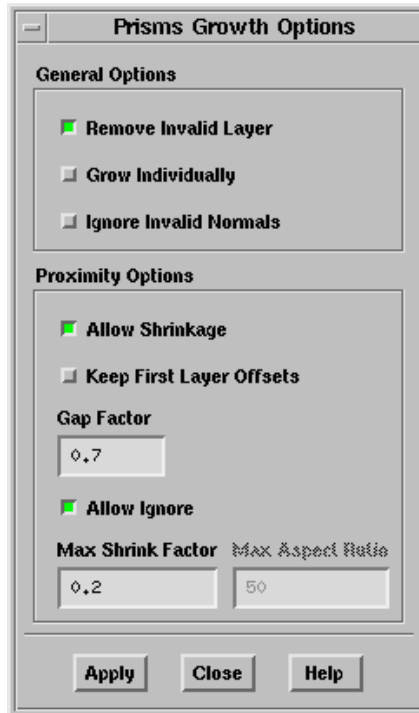 Prisms Growth Options
General Options
Remove Invalid Layer
Grow Individually
Ignore Invalid Normals
Proximity Options
Allow Shrinkage
Keep First Layer Offsets
Gap Factor
0.7
Allow Ignore
Max Shrink Factor Max Aspect Ratio
0.2 50
Apply Close Help